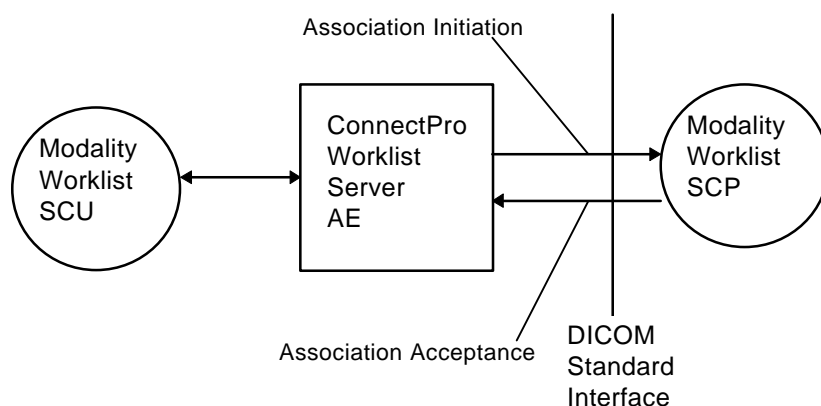 Association Initiation
Modality
Worklist
SCU
ConnectPro
Worklist
Server
AE
Modality
Worklist
SCP
Association Acceptance
DICOM
Standard
Interface